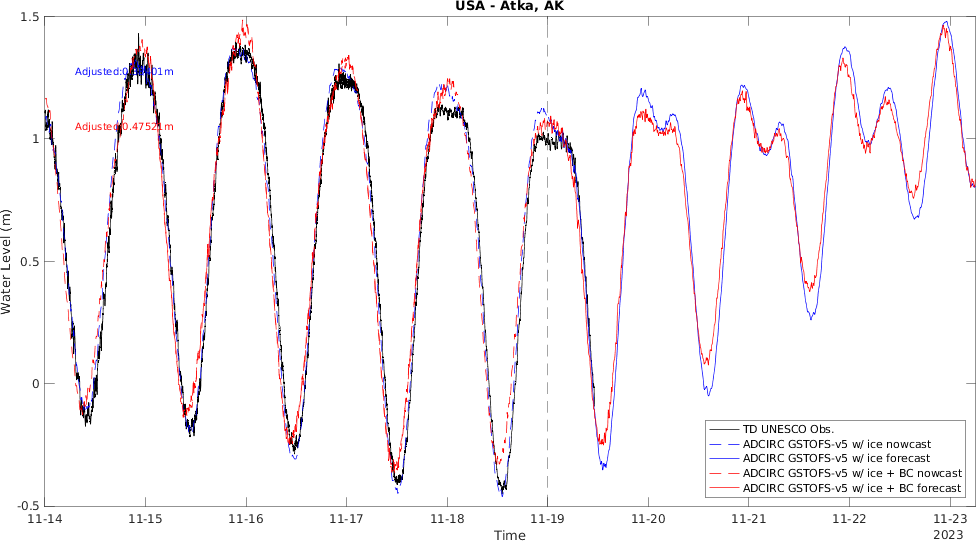 USA - Atka, AK
1.5
1
0.5
0
-0.5
Water Level (m)
Adjusted:0.47521m
TD UNESCO Obs.
ADCIRC GSTOFS-v5 w/ ice nowcast
ADCIRC GSTOFS-v5 w/ ice forecast
ADCIRC GSTOFS-v5 w/ ice + BC nowcast
ADCIRC GSTOFS-v5 w/ ice + BC forecast
11-14 11-15 11-16 11-17 11-18 11-19 11-20 11-21 11-22 11-23
Time
2023